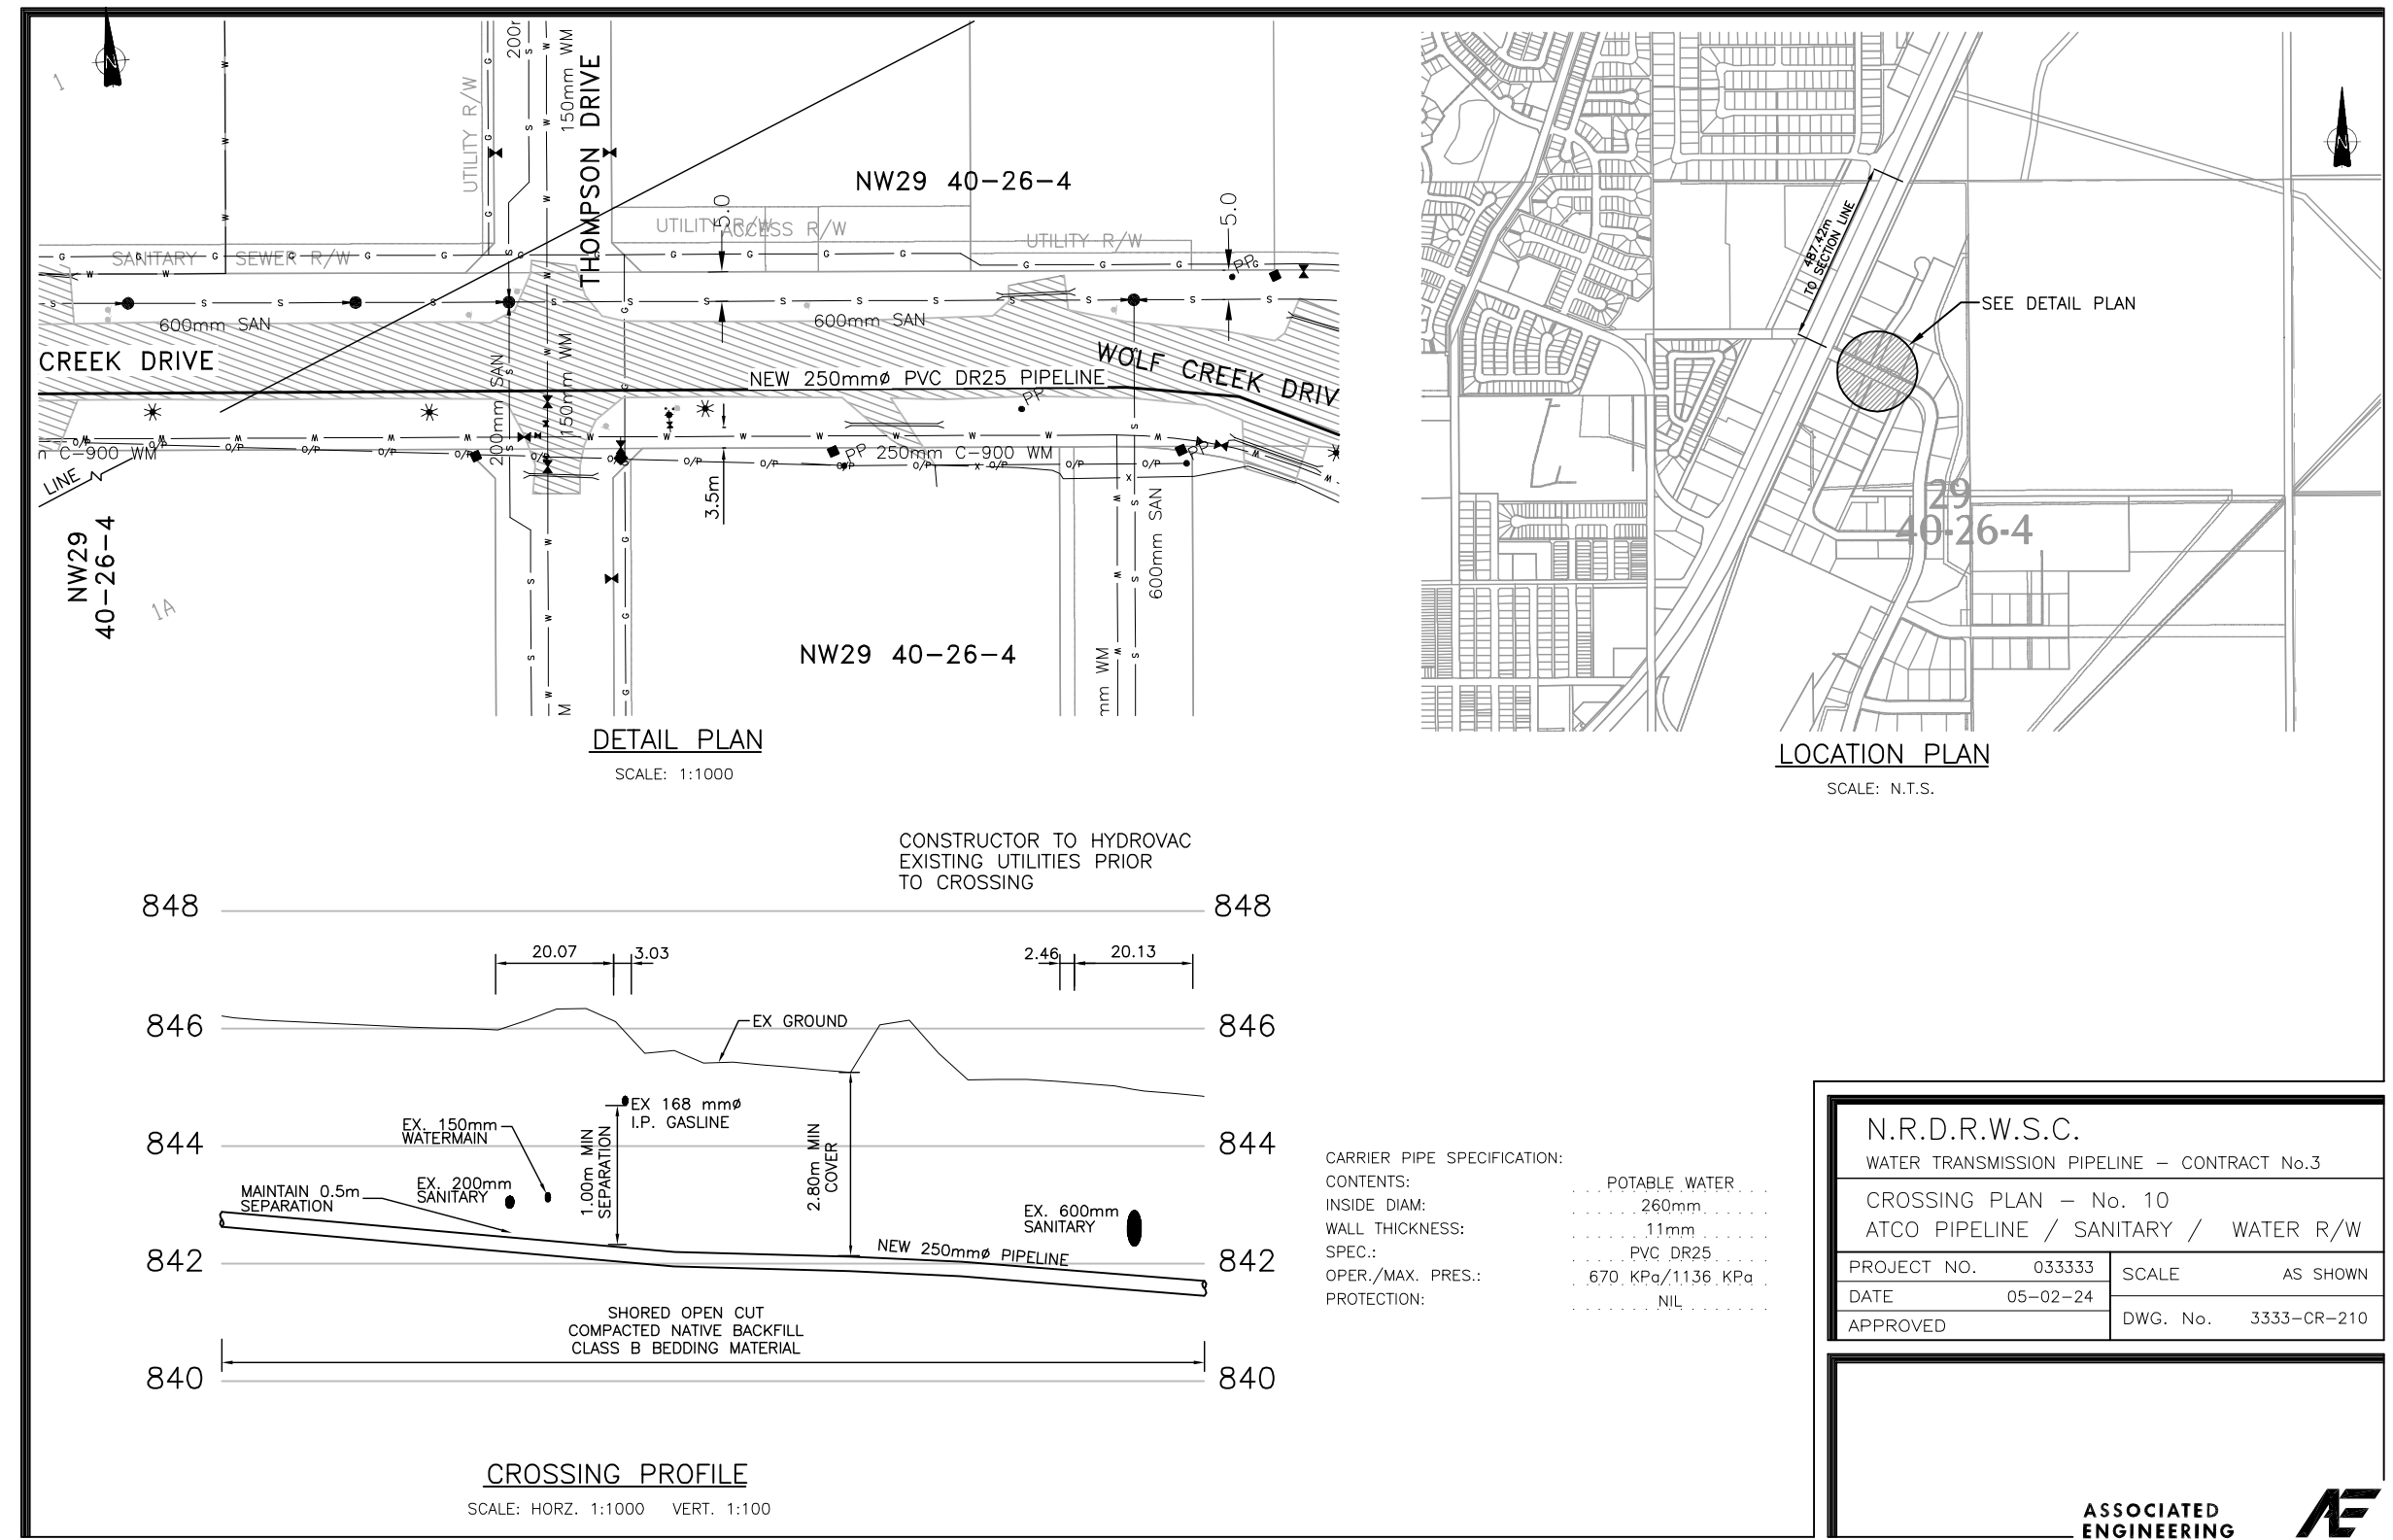 N
1
UTILITY R/W
200m
150mm WM
THOMPSON DRIVE
NW29 40-26-4
5.0
UTILITY R/W
ACCESS R/W
UTILITY R/W
5.0
SANITARY SEWER R/W
PP
600mm SAN
600mm SAN
CREEK DRIVE
WOLF CREEK DRIV
NEW 250mmø PVC DR25 PIPELINE
200mm SAN
150mm WM
PP
n C-900 WM
PP
250mm C-900 WM
PP
LINE
3.5m
600mm SAN
NW29
40-26-4
1A
NW29 40-26-4
mm WM
M
DETAIL PLAN
SCALE: 1:1000
N
487.42m
TO SECTION LINE
SEE DETAIL PLAN
29
40-26-4
LOCATION PLAN
SCALE: N.T.S.
CONSTRUCTOR TO HYDROVAC
EXISTING UTILITIES PRIOR
TO CROSSING
848
848
20.07
3.03
2.46
20.13
846
846
EX GROUND
EX 168 mmø
I.P. GASLINE
EX. 150mm
WATERMAIN
844
844
1.00m MIN
SEPARATION
2.80m MIN
COVER
MAINTAIN 0.5m
SEPARATION
EX. 200mm
SANITARY
EX. 600mm
SANITARY
NEW 250mmø PIPELINE
842
842
SHORED OPEN CUT
COMPACTED NATIVE BACKFILL
CLASS B BEDDING MATERIAL
840
840
CROSSING PROFILE
SCALE: HORZ. 1:1000 VERT. 1:100
CARRIER PIPE SPECIFICATION:
CONTENTS: POTABLE WATER
INSIDE DIAM: 260mm
WALL THICKNESS: 11mm
SPEC.: PVC DR25
OPER./MAX. PRES.: 670 KPa/1136 KPa
PROTECTION: NIL
N.R.D.R.W.S.C.
WATER TRANSMISSION PIPELINE - CONTRACT No.3
CROSSING PLAN - No. 10
ATCO PIPELINE / SANITARY / WATER R/W
PROJECT NO. 033333
SCALE AS SHOWN
DATE 05-02-24
APPROVED
DWG. No. 3333-CR-210
ASSOCIATED
ENGINEERING
AE